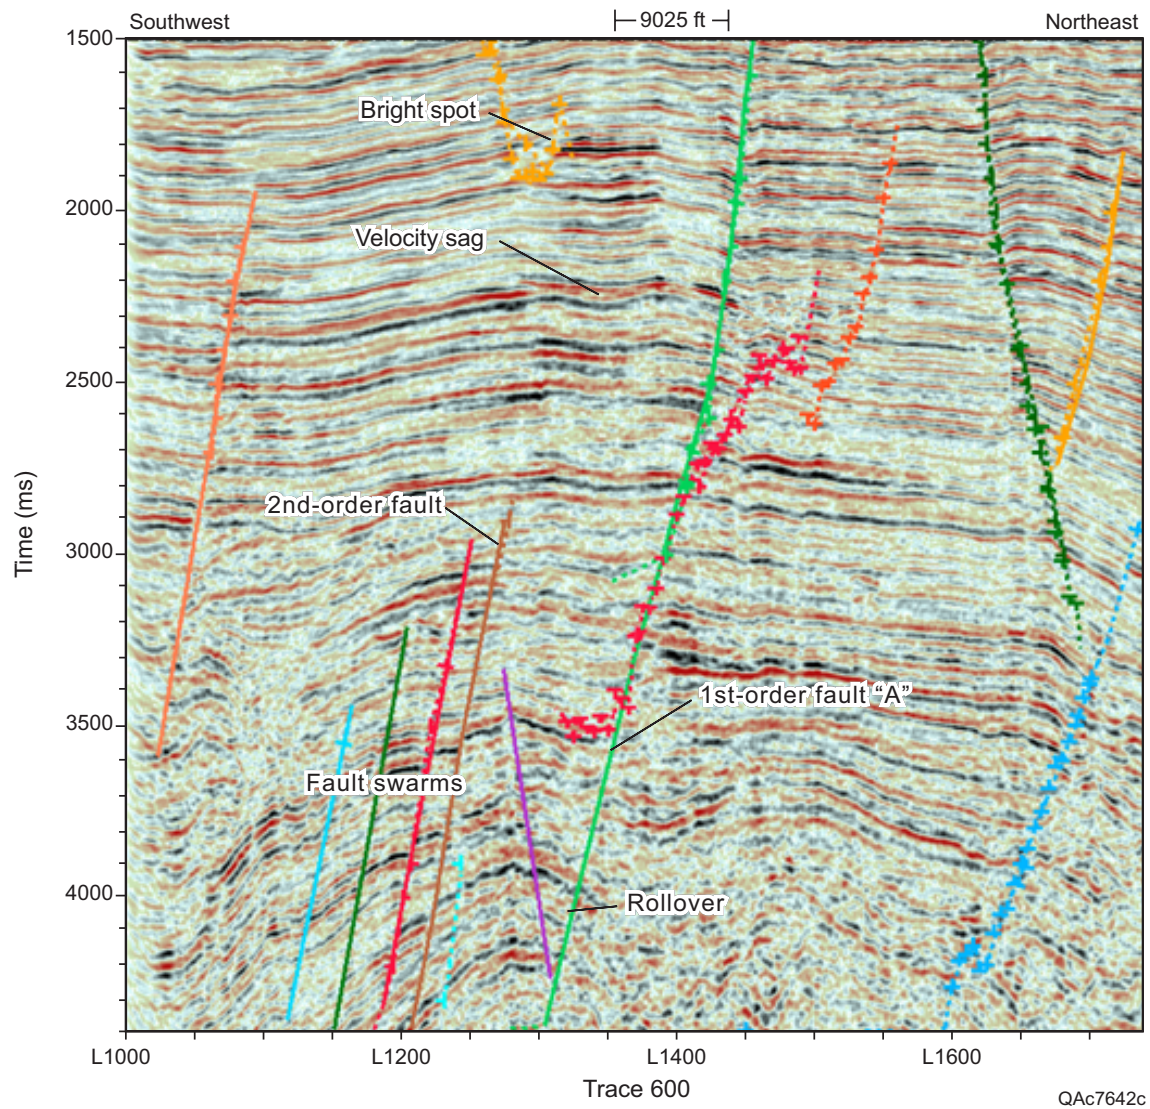 Southwest
9025 ft
Northeast
1500
Bright spot
2000
Velocity sag
2500
Time (ms)
2nd-order fault
3000
1st-order fault “A”
3500
Fault swarms
4000
Rollover
L1000
L1200
L1400
L1600
Trace 600
QAc7642c